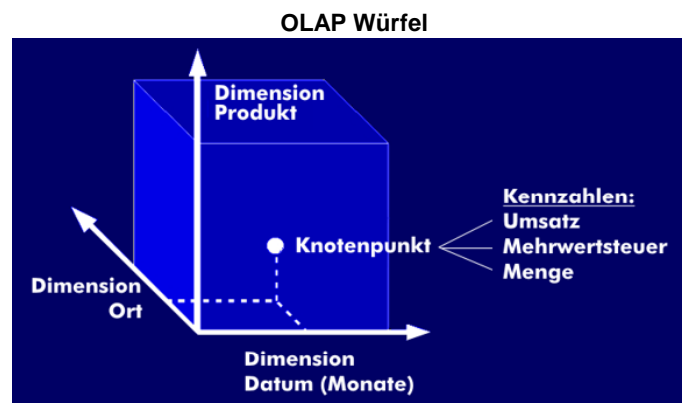 OLAP Würfel
Dimension
Produkt
Kennzahlen:
Umsatz
Knotenpunkt
Mehrwertsteuer
Menge
Dimension
Ort
Dimension
Datum (Monate)